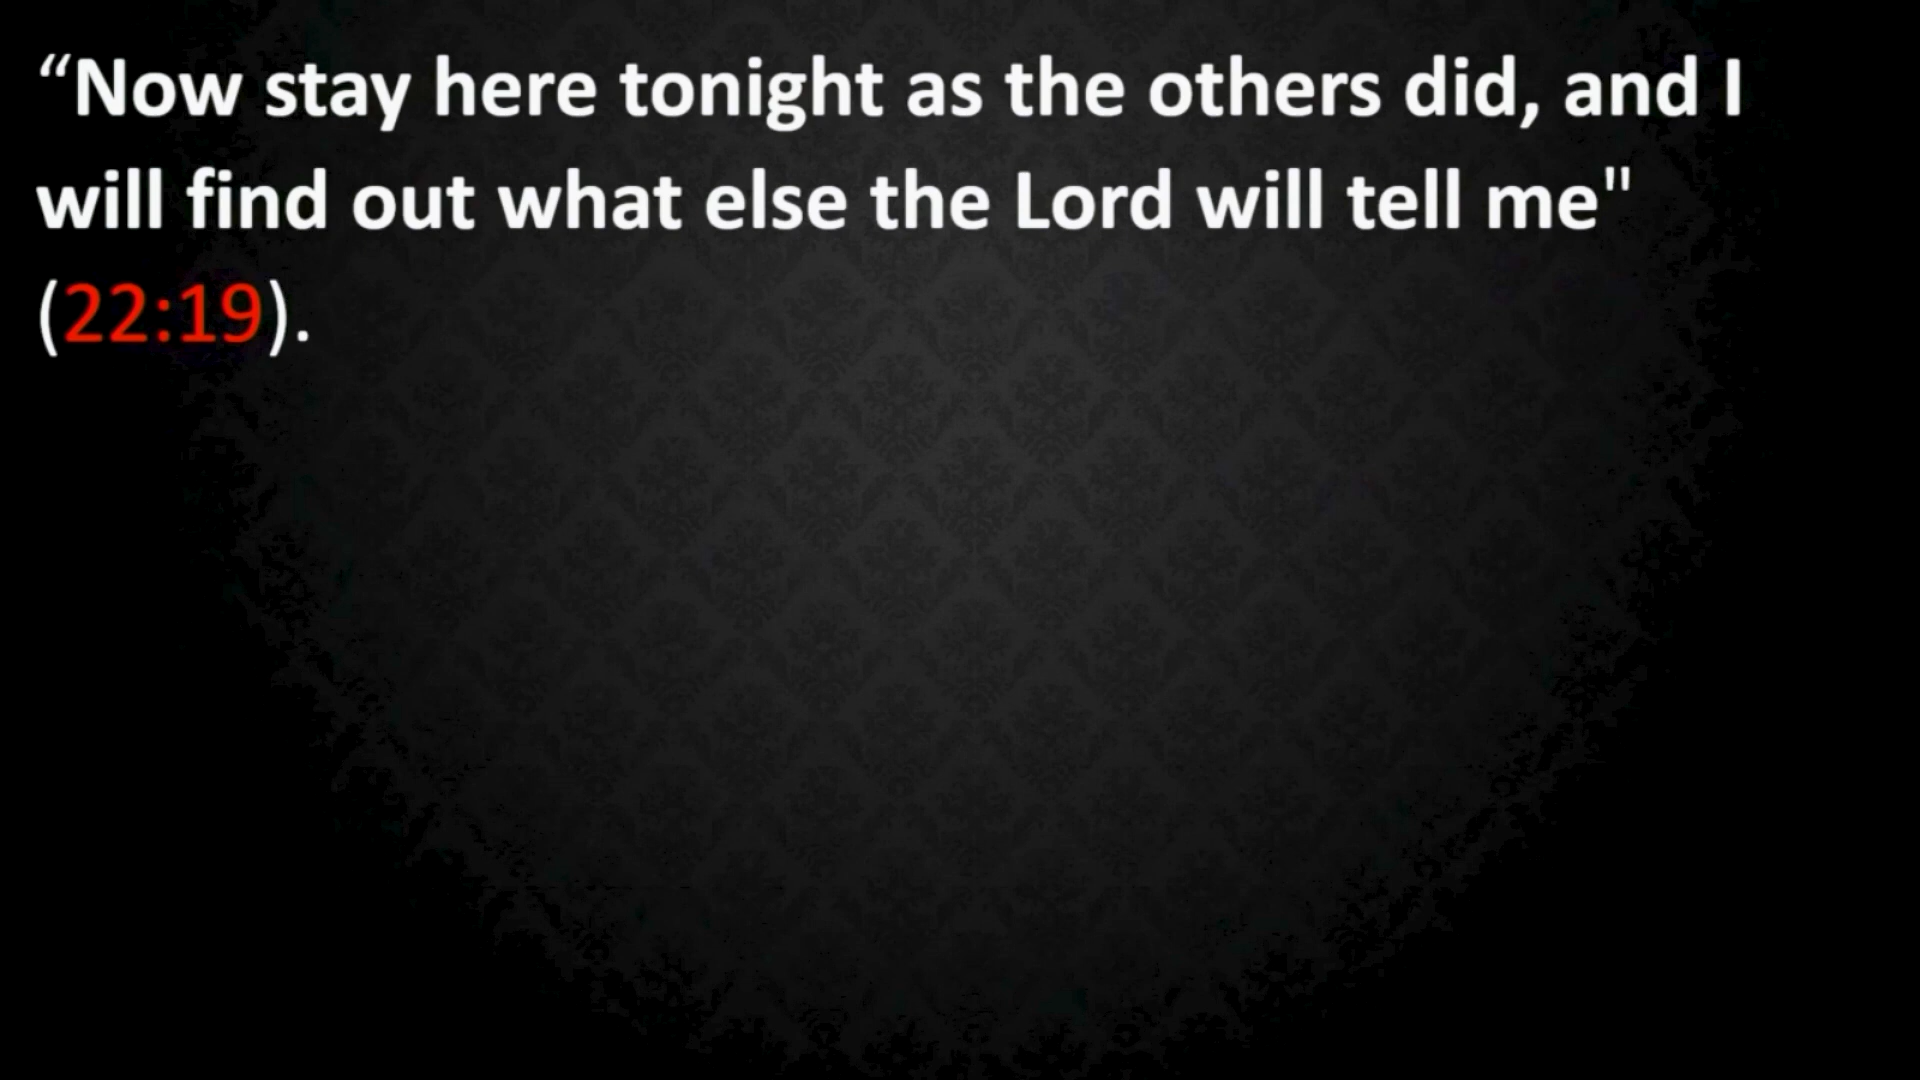 “Now stay here tonight as the others did, and I
will find out what else the Lord will tell me"
(22:19).